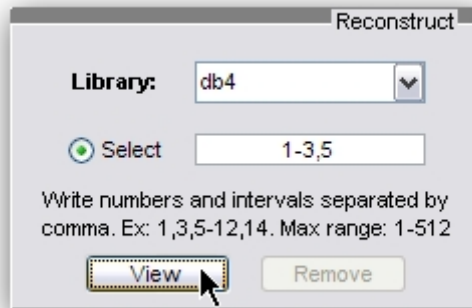 Reconstruct
Library: db4
Select 1-3,5
Write numbers and intervals separated by
comma. Ex: 1,3,5-12,14. Max range: 1-512
View Remove